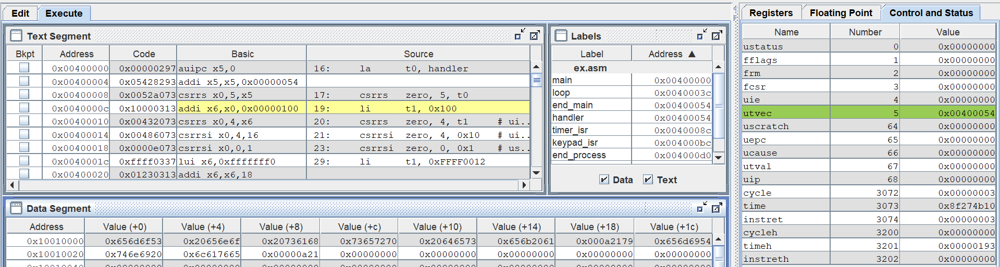 Edit Execute
Text Segment
Bkpt Address Code Basic Source
0x00400000 0x00000297 auipc x5,0 16: la t0, handler
0x00400004 0x05428293 addi x5,x5,0x00000054
0x00400008 0x0052a073 csrrs x0,5,x5 17: csrrs zero, 5, t0
0x0040000c 0x10000313 addi x6,x0,0x00000100 19: li t1, 0x100
0x00400010 0x00432073 csrrs x0,4,x6 20: csrrs zero, 4, t1 # ui..
0x00400014 0x00486073 csrrsi x0,4,16 21: csrrsi zero, 4, 0x10 # ui..
0x00400018 0x0000e073 csrrsi x0,0,1 23: csrrsi zero, 0, 0x1 # us..
0x0040001c 0xffff0337 lui x6,0xfffffff0 29: li t1, 0xFFFF0012
0x00400020 0x01230313 addi x6,x6,18
Labels
Label Address ▲
ex.asm
main 0x00400000
loop 0x0040003c
end_main 0x00400054
handler 0x00400054
timer_isr 0x0040008c
keypad_isr 0x004000bc
end_process 0x004000d0
Data Text
Data Segment
Address Value (+0) Value (+4) Value (+8) Value (+c) Value (+10) Value (+14) Value (+18) Value (+1c)
0x10010000 0x656d6f53 0x20656e6f 0x20736168 0x73657270 0x20646573 0x656b2061 0x000a2179 0x656d6954
0x10010020 0x746e6920 0x6c617665 0x00000a21 0x00000000 0x00000000 0x00000000 0x00000000 0x00000000
Registers Floating Point Control and Status
Name Number Value
ustatus 0 0x00000000
fflags 1 0x00000000
frm 2 0x00000000
fcsr 3 0x00000000
uie 4 0x00000000
utvec 5 0x00400054
uscratch 64 0x00000000
uepc 65 0x00000000
ucause 66 0x00000000
utval 67 0x00000000
uip 68 0x00000000
cycle 3072 0x00000003
time 3073 0x8f274b10
instret 3074 0x00000003
cycleh 3200 0x00000000
timeh 3201 0x00000193
instreth 3202 0x00000000